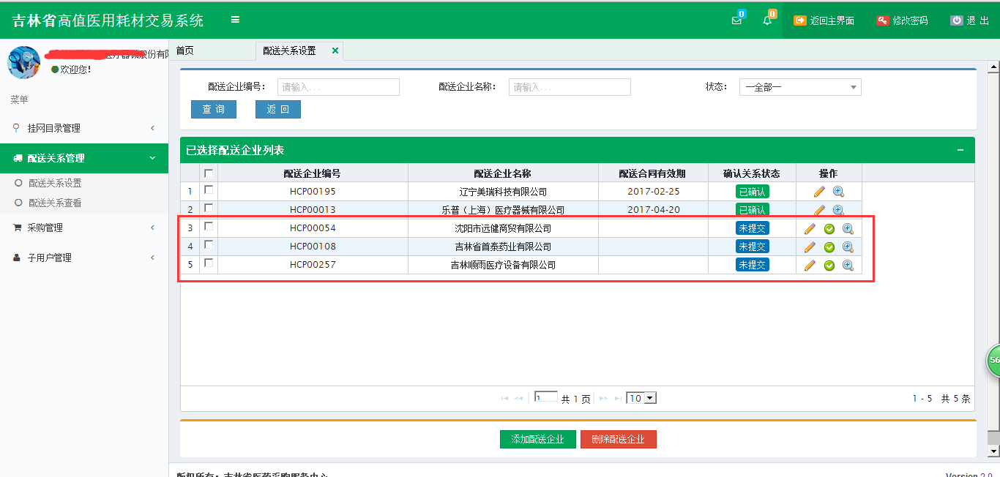 吉林省高值医用耗材交易系统
0
0
返回主界面
修改密码
退 出
医疗器械股份有限
欢迎您!
菜单
挂网目录管理
配送关系管理
配送关系设置
配送关系查看
采购管理
子用户管理
首页
配送关系设置
配送企业编号： 请输入... 配送企业名称： 请输入... 状态： 一全部一
查 询 返 回
已选择配送企业列表
配送企业编号 配送企业名称 配送合同有效期 确认关系状态 操作
1 HCP00195 辽宁美瑞科技有限公司 2017-02-25 已确认
2 HCP00013 乐普（上海）医疗器械有限公司 2017-04-20 已确认
3 HCP00054 沈阳市远健商贸有限公司 未提交
4 HCP00108 吉林省首泰药业有限公司 未提交
5 HCP00257 吉林顺雨医疗设备有限公司 未提交
1 共 1 页 10 1 - 5 共 5 条
56
添加配送企业 删除配送企业
版权所有：吉林省医药采购服务中心 Version 2.0